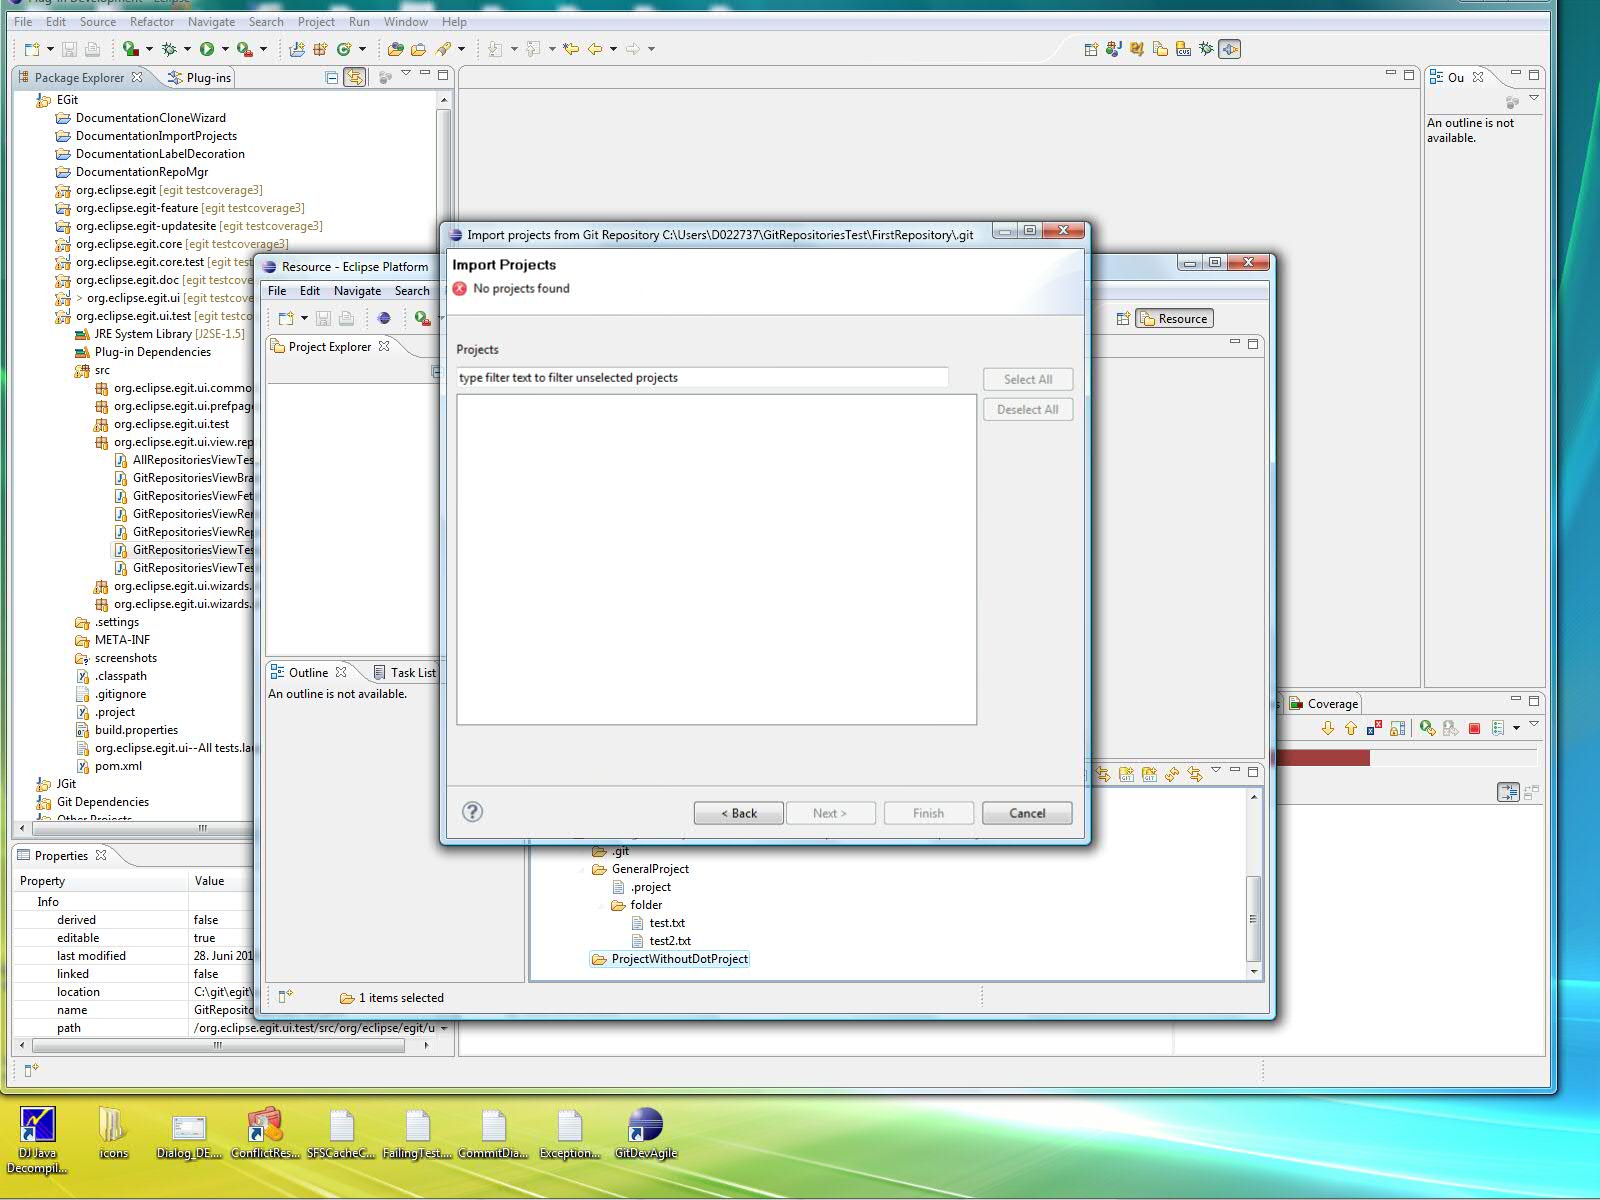 File Edit Source Refactor Navigate Search Project Run Window Help
Package Explorer
Plug-ins
EGit
DocumentationCloneWizard
DocumentationImportProjects
DocumentationLabelDecoration
DocumentationRepoMgr
org.eclipse.egit [egit testcoverage3]
org.eclipse.egit-feature [egit testcoverage3]
org.eclipse.egit-updatesite [egit testcoverage3]
org.eclipse.egit.core [egit testcoverage3]
org.eclipse.egit.core.test [egit testcove
org.eclipse.egit.doc [egit testcove
> org.eclipse.egit.ui [egit testcove
org.eclipse.egit.ui.test [egit testco
JRE System Library [J2SE-1.5]
Plug-in Dependencies
src
org.eclipse.egit.ui.commo
org.eclipse.egit.ui.prefpag
org.eclipse.egit.ui.test
org.eclipse.egit.ui.view.rep
AllRepositoriesViewTes
GitRepositoriesViewBra
GitRepositoriesViewFet
GitRepositoriesViewRe
GitRepositoriesViewRep
GitRepositoriesViewTes
GitRepositoriesViewTes
org.eclipse.egit.ui.wizards.
org.eclipse.egit.ui.wizards.
.settings
META-INF
screenshots
.classpath
.gitignore
.project
build.properties
org.eclipse.egit.ui--All tests.la
pom.xml
JGit
Git Dependencies
Other Projects
Properties
Property Value
Info
derived false
editable true
last modified 28. Juni 201
linked false
location C:\git\egit\
name GitReposito
path /org.eclipse.egit.ui.test/src/org/eclipse/egit/u
Ou
An outline is not
available.
Coverage
Resource - Eclipse Platform
File Edit Navigate Search
Resource
Project Explorer
Outline
Task List
An outline is not available.
.git
GeneralProject
.project
folder
test.txt
test2.txt
ProjectWithoutDotProject
1 items selected
Import projects from Git Repository C:\Users\D022737\GitRepositoriesTest\FirstRepository\.git
Import Projects
No projects found
Projects
type filter text to filter unselected projects
Select All
Deselect All
< Back
Next >
Finish
Cancel
DJ Java
Decompil...
icons
Dialog_DE...
ConflictRes...
SFSCacheC...
FailingTest...
CommitDia...
Exception...
GitDevAgile